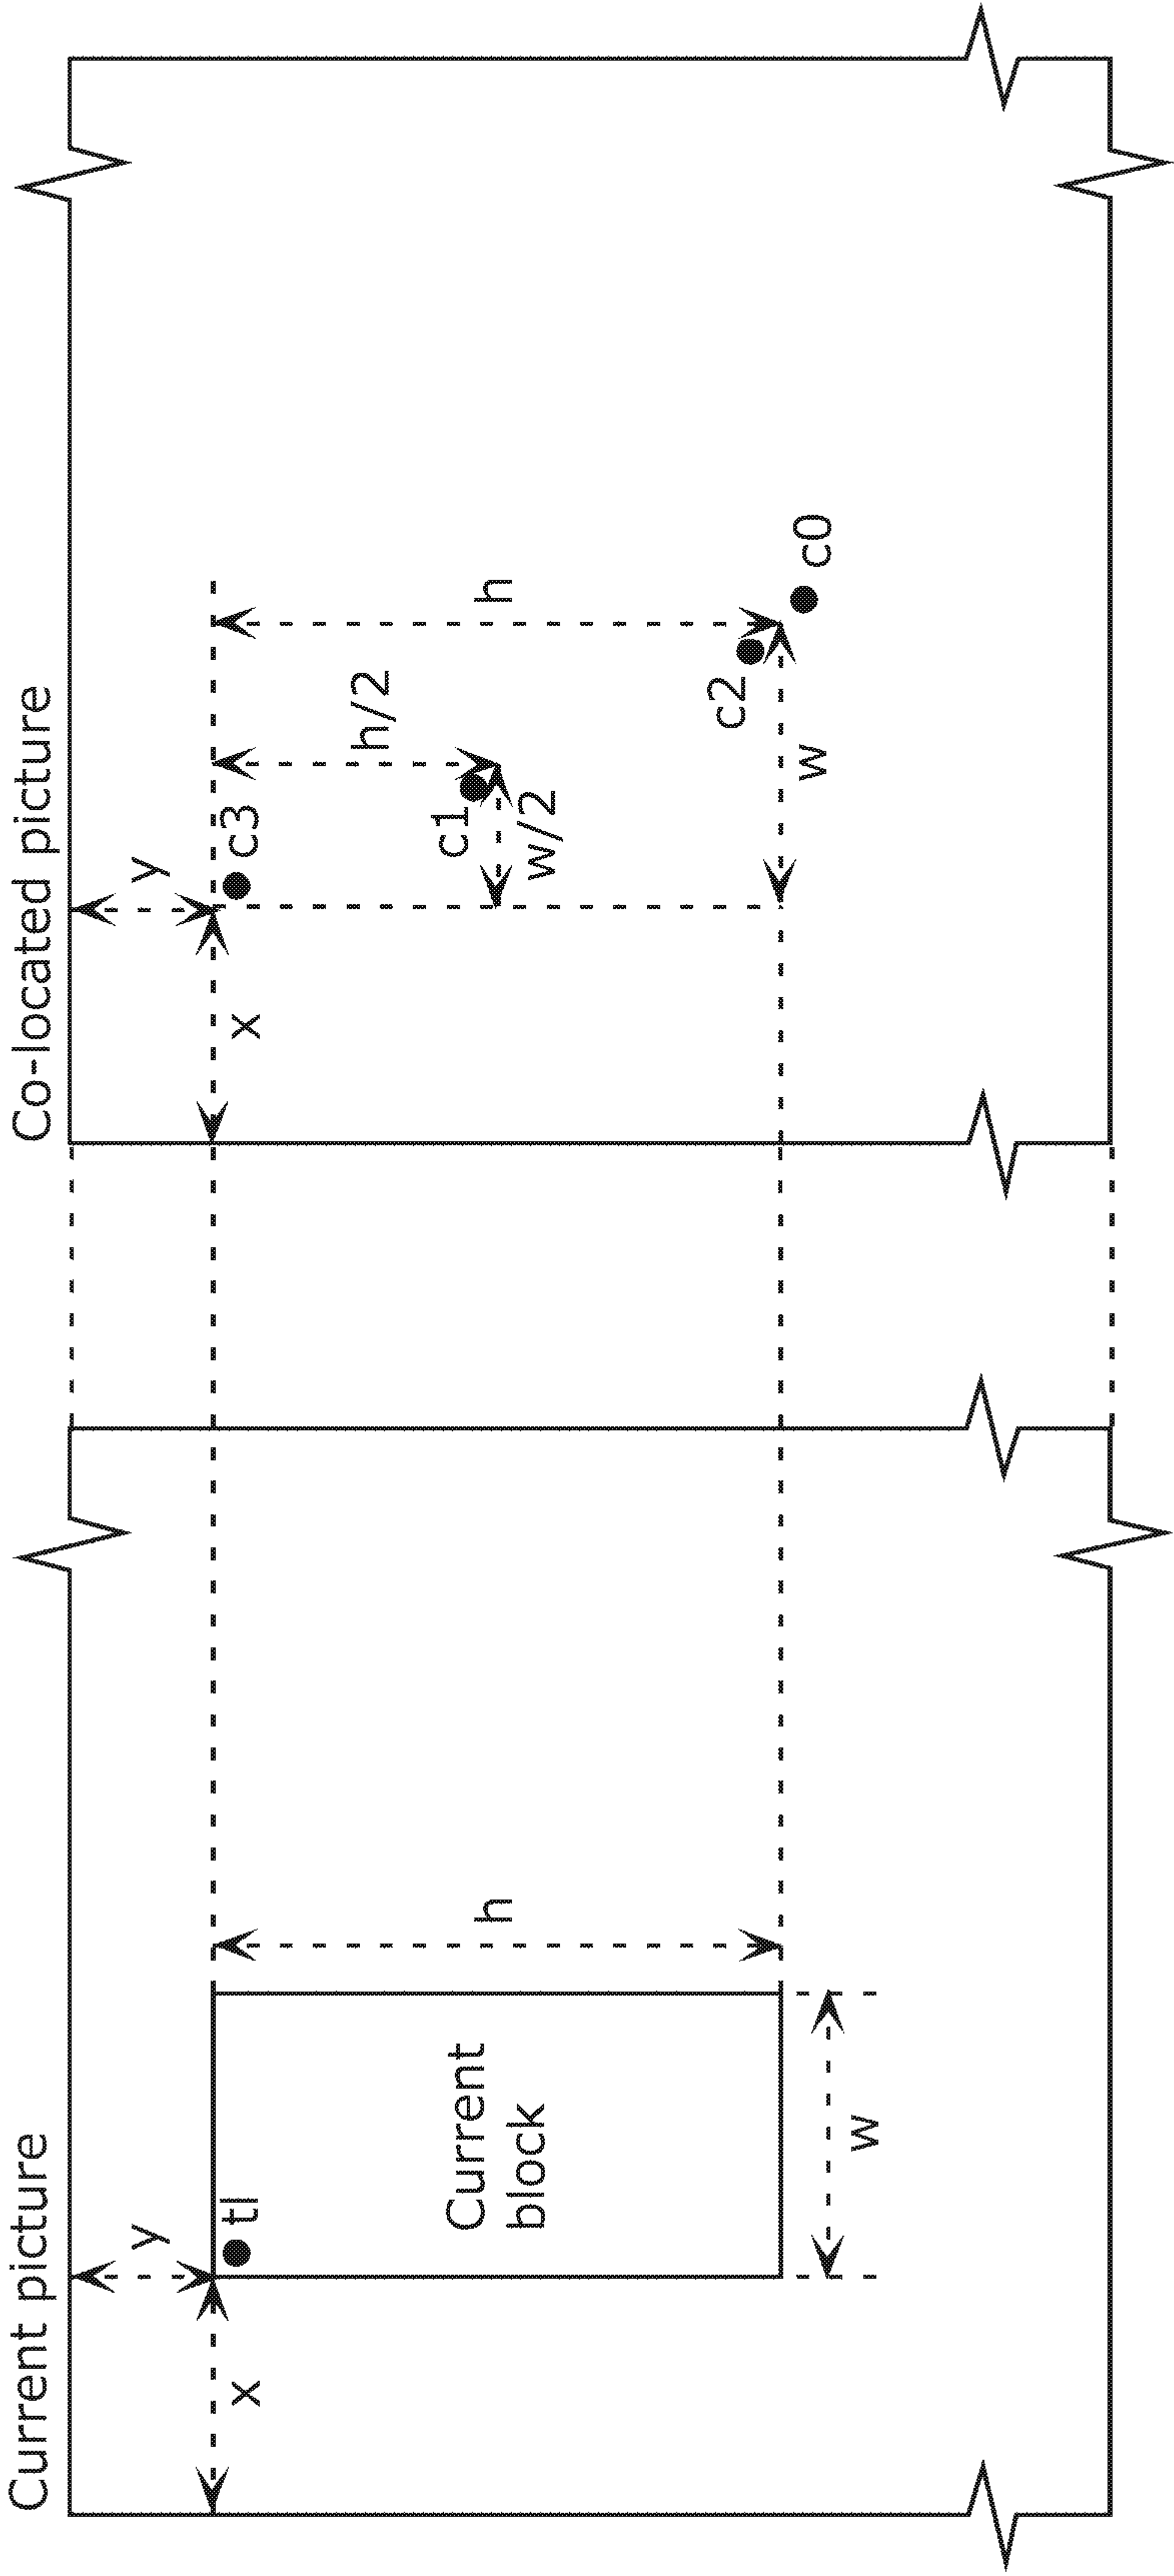 Current picture
y
x
tl
Current
block
h
w
Co-located picture
y
x
c3
h/2
h
c1
w/2
c2
w
c0